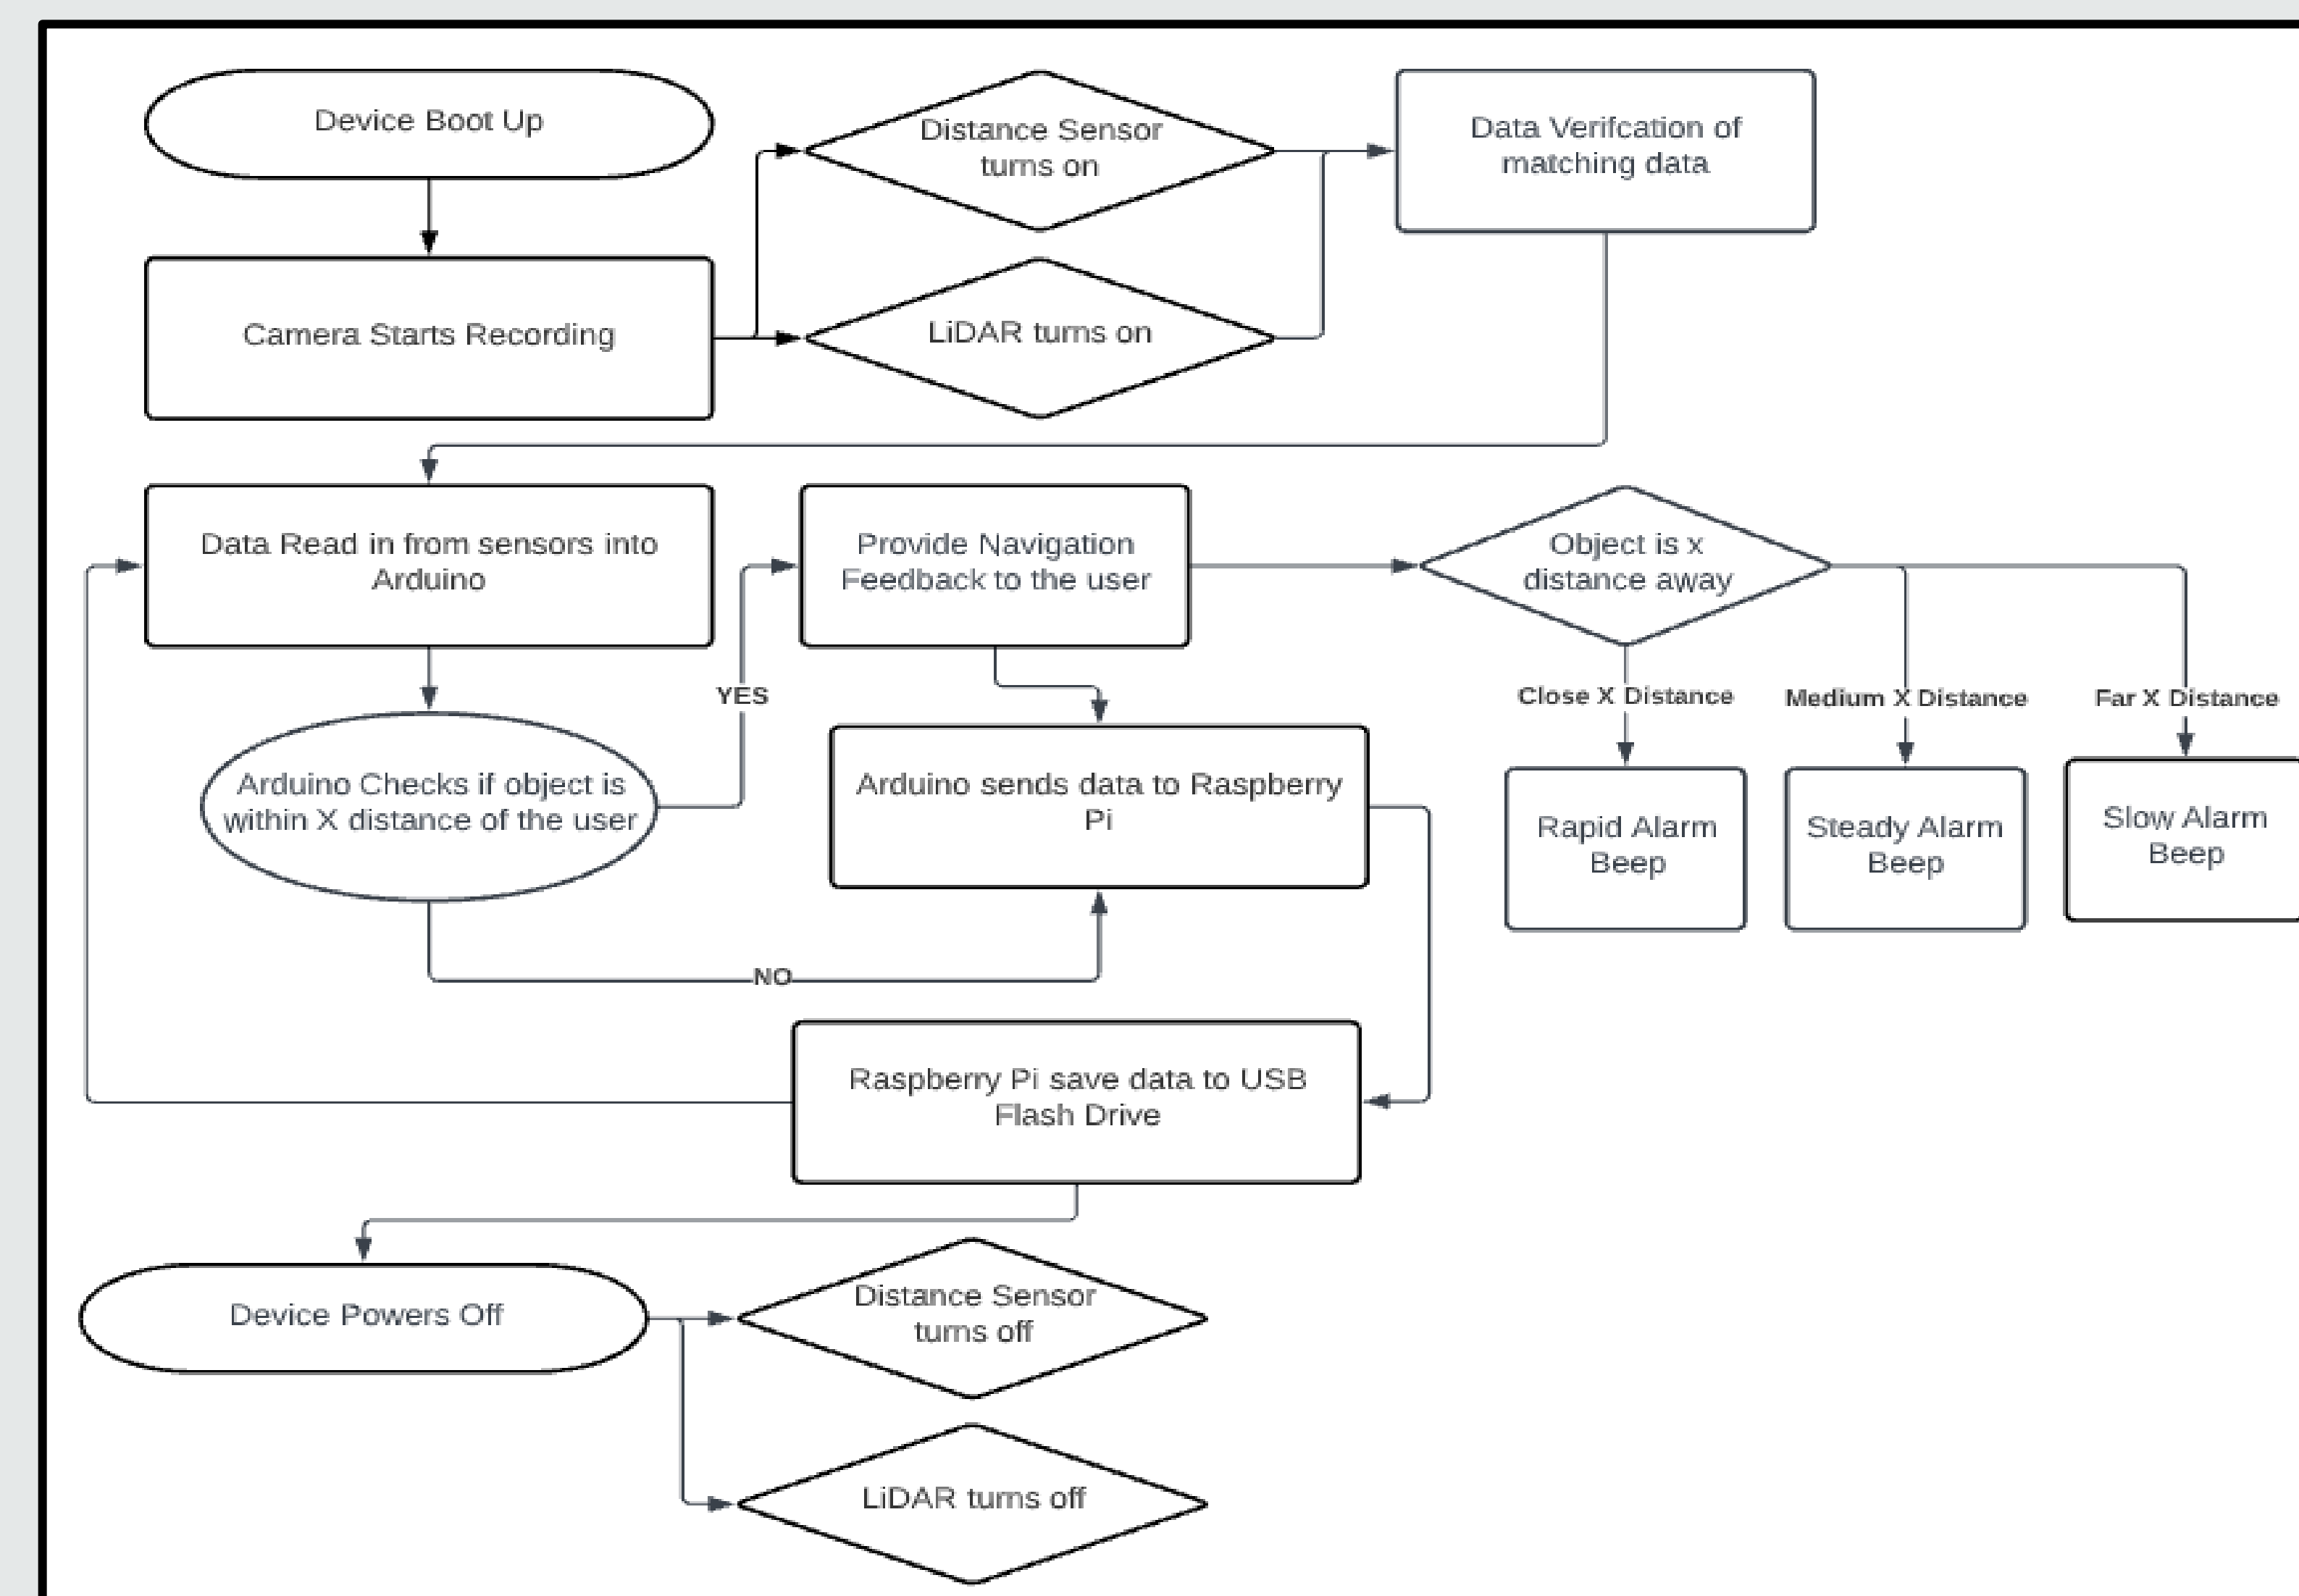 Device Boot Up
Distance Sensor
turns on
Data Verifcation of
matching data
Camera Starts Recording
LiDAR turns on
Data Read in from sensors into
Arduino
Provide Navigation
Feedback to the user
Object is x
distance away
YES
Close X Distance
Medium X Distance
Far X Distance
Arduino Checks if object is
within X distance of the user
Arduino sends data to Raspberry
Pi
Rapid Alarm
Beep
Steady Alarm
Beep
Slow Alarm
Beep
NO
Raspberry Pi save data to USB
Flash Drive
Device Powers Off
Distance Sensor
turns off
LiDAR turns off